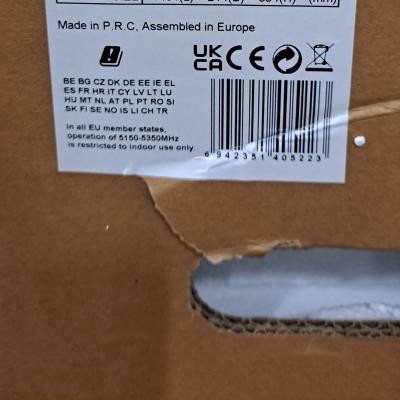 (mm)
Made in P.R.C, Assembled in Europe
UK
CA CE
BE BG CZ DK DE EE IE EL
ES FR HR IT CY LV LT LU
HU MT NL AT PL PT RO SI
SK FI SE NO IS LI CH TR
In all EU member states,
operation of 5150-5350MHz
is restricted to indoor use only.
6 942351 405223